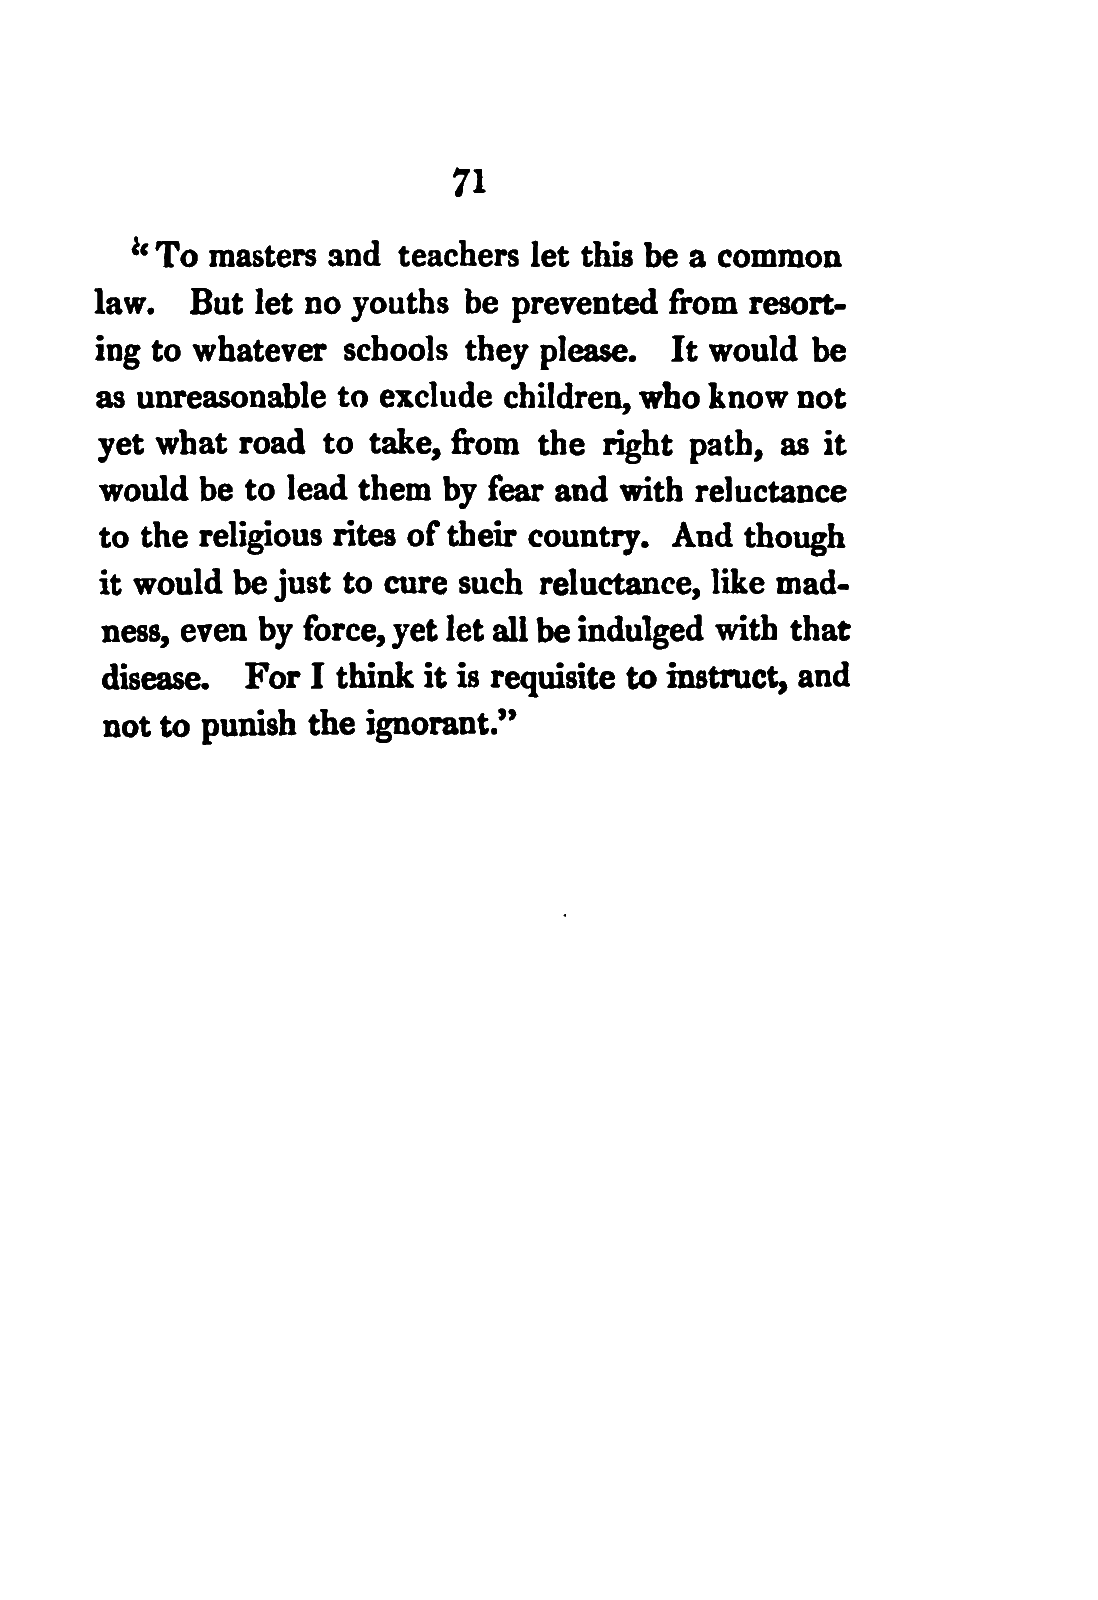 71
“To masters and teachers let this be a common
law. But let no youths be prevented from resort-
ing to whatever schools they please. It would be
as unreasonable to exclude children, who know not
yet what road to take, from the right path, as it
would be to lead them by fear and with reluctance
to the religious rites of their country. And though
it would be just to cure such reluctance, like mad-
ness, even by force, yet let all be indulged with that
disease. For I think it is requisite to instruct, and
not to punish the ignorant.”